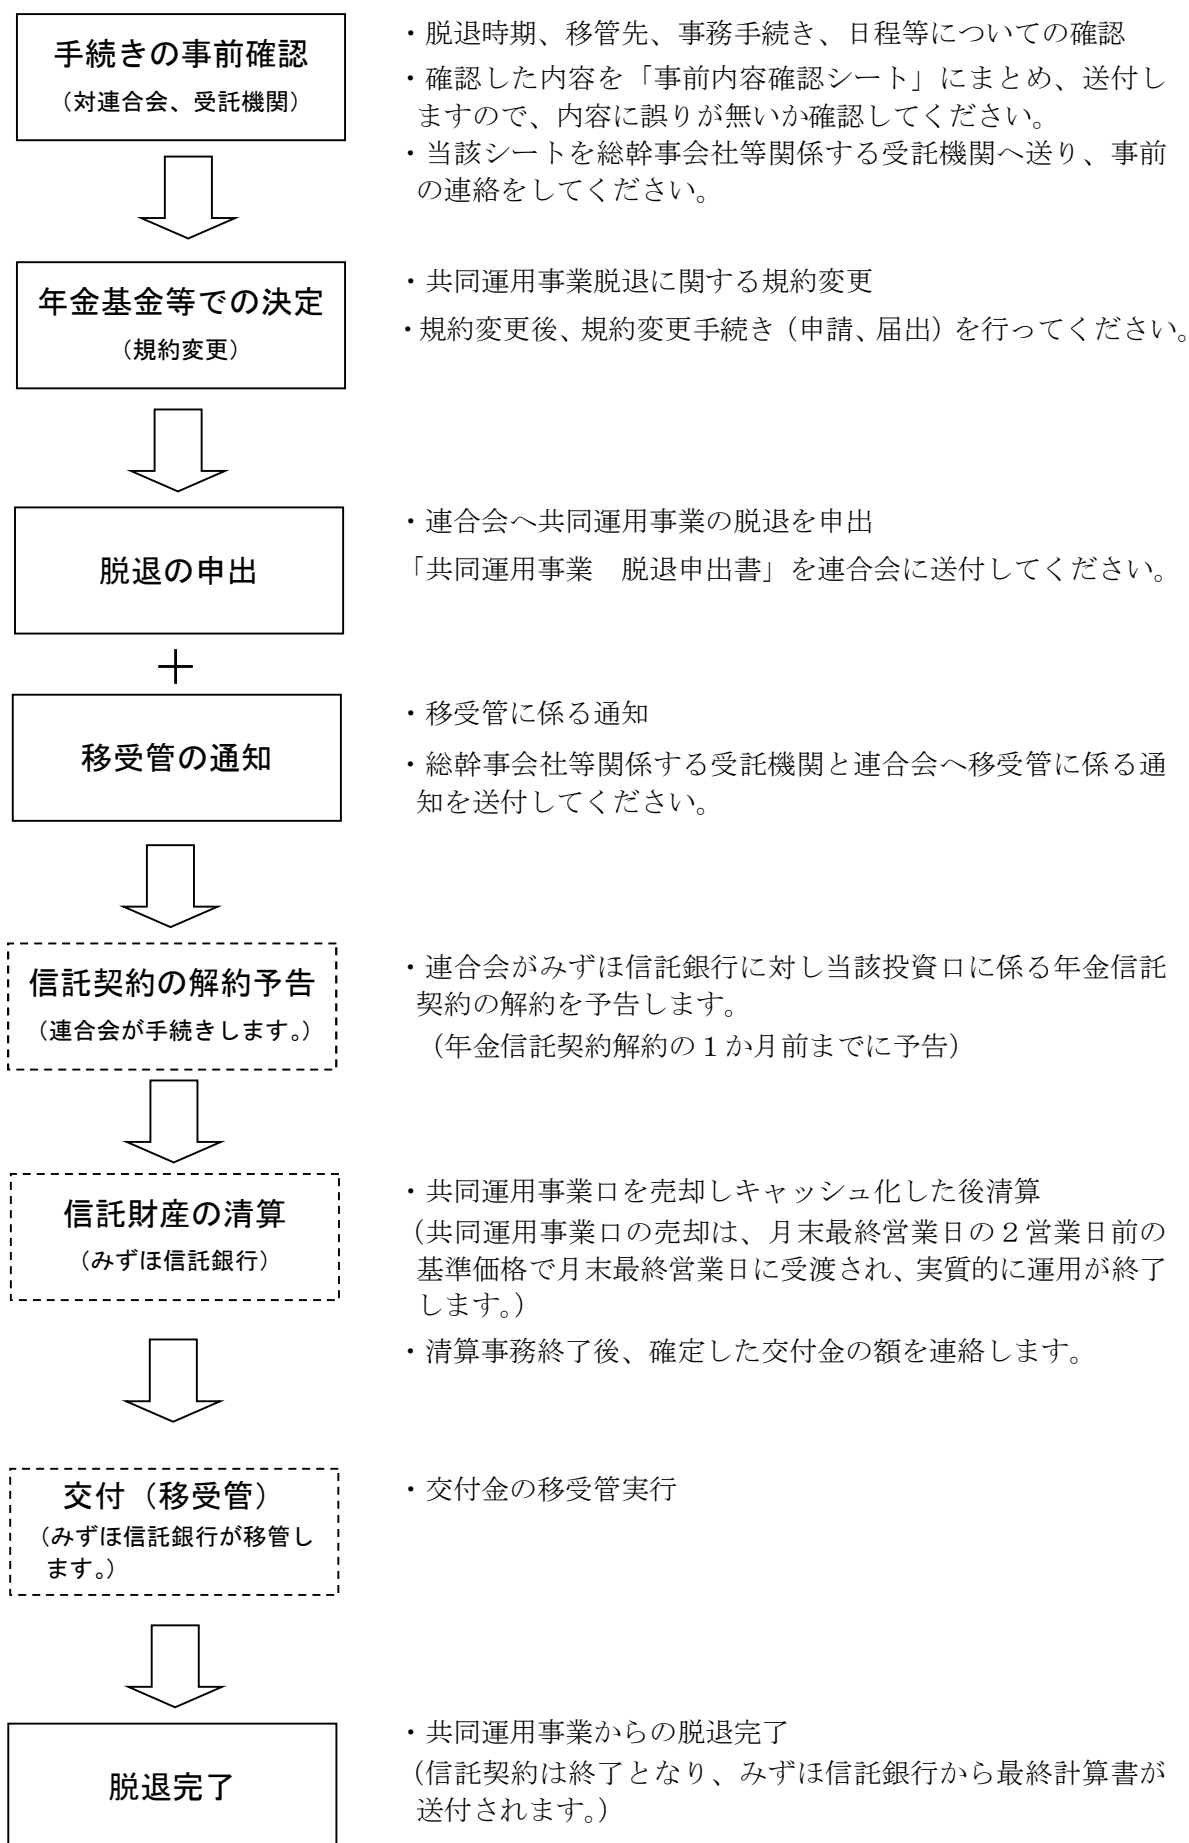 手続きの事前確認
（対連合会、受託機関）
・脱退時期、移管先、事務手続き、日程等についての確認
・確認した内容を「事前内容確認シート」にまとめ、送付し
ますので、内容に誤りが無いか確認してください。
・当該シートを総幹事会社等関係する受託機関へ送り、事前
の連絡をしてください。
年金基金等での決定
（規約変更）
・共同運用事業脱退に関する規約変更
・規約変更後、規約変更手続き（申請、届出）を行ってください。
脱退の申出
・連合会へ共同運用事業の脱退を申出
「共同運用事業　脱退申出書」を連合会に送付してください。
＋
移受管の通知
・移受管に係る通知
・総幹事会社等関係する受託機関と連合会へ移受管に係る通
知を送付してください。
信託契約の解約予告
（連合会が手続きします。）
・連合会がみずほ信託銀行に対し当該投資口に係る年金信託
契約の解約を予告します。
（年金信託契約解約の１か月前までに予告）
信託財産の清算
（みずほ信託銀行）
・共同運用事業口を売却しキャッシュ化した後清算
（共同運用事業口の売却は、月末最終営業日の２営業日前の
基準価格で月末最終営業日に受渡され、実質的に運用が終了
します。）
・清算事務終了後、確定した交付金の額を連絡します。
交付（移受管）
（みずほ信託銀行が移管し
ます。）
・交付金の移受管実行
脱退完了
・共同運用事業からの脱退完了
（信託契約は終了となり、みずほ信託銀行から最終計算書が
送付されます。）